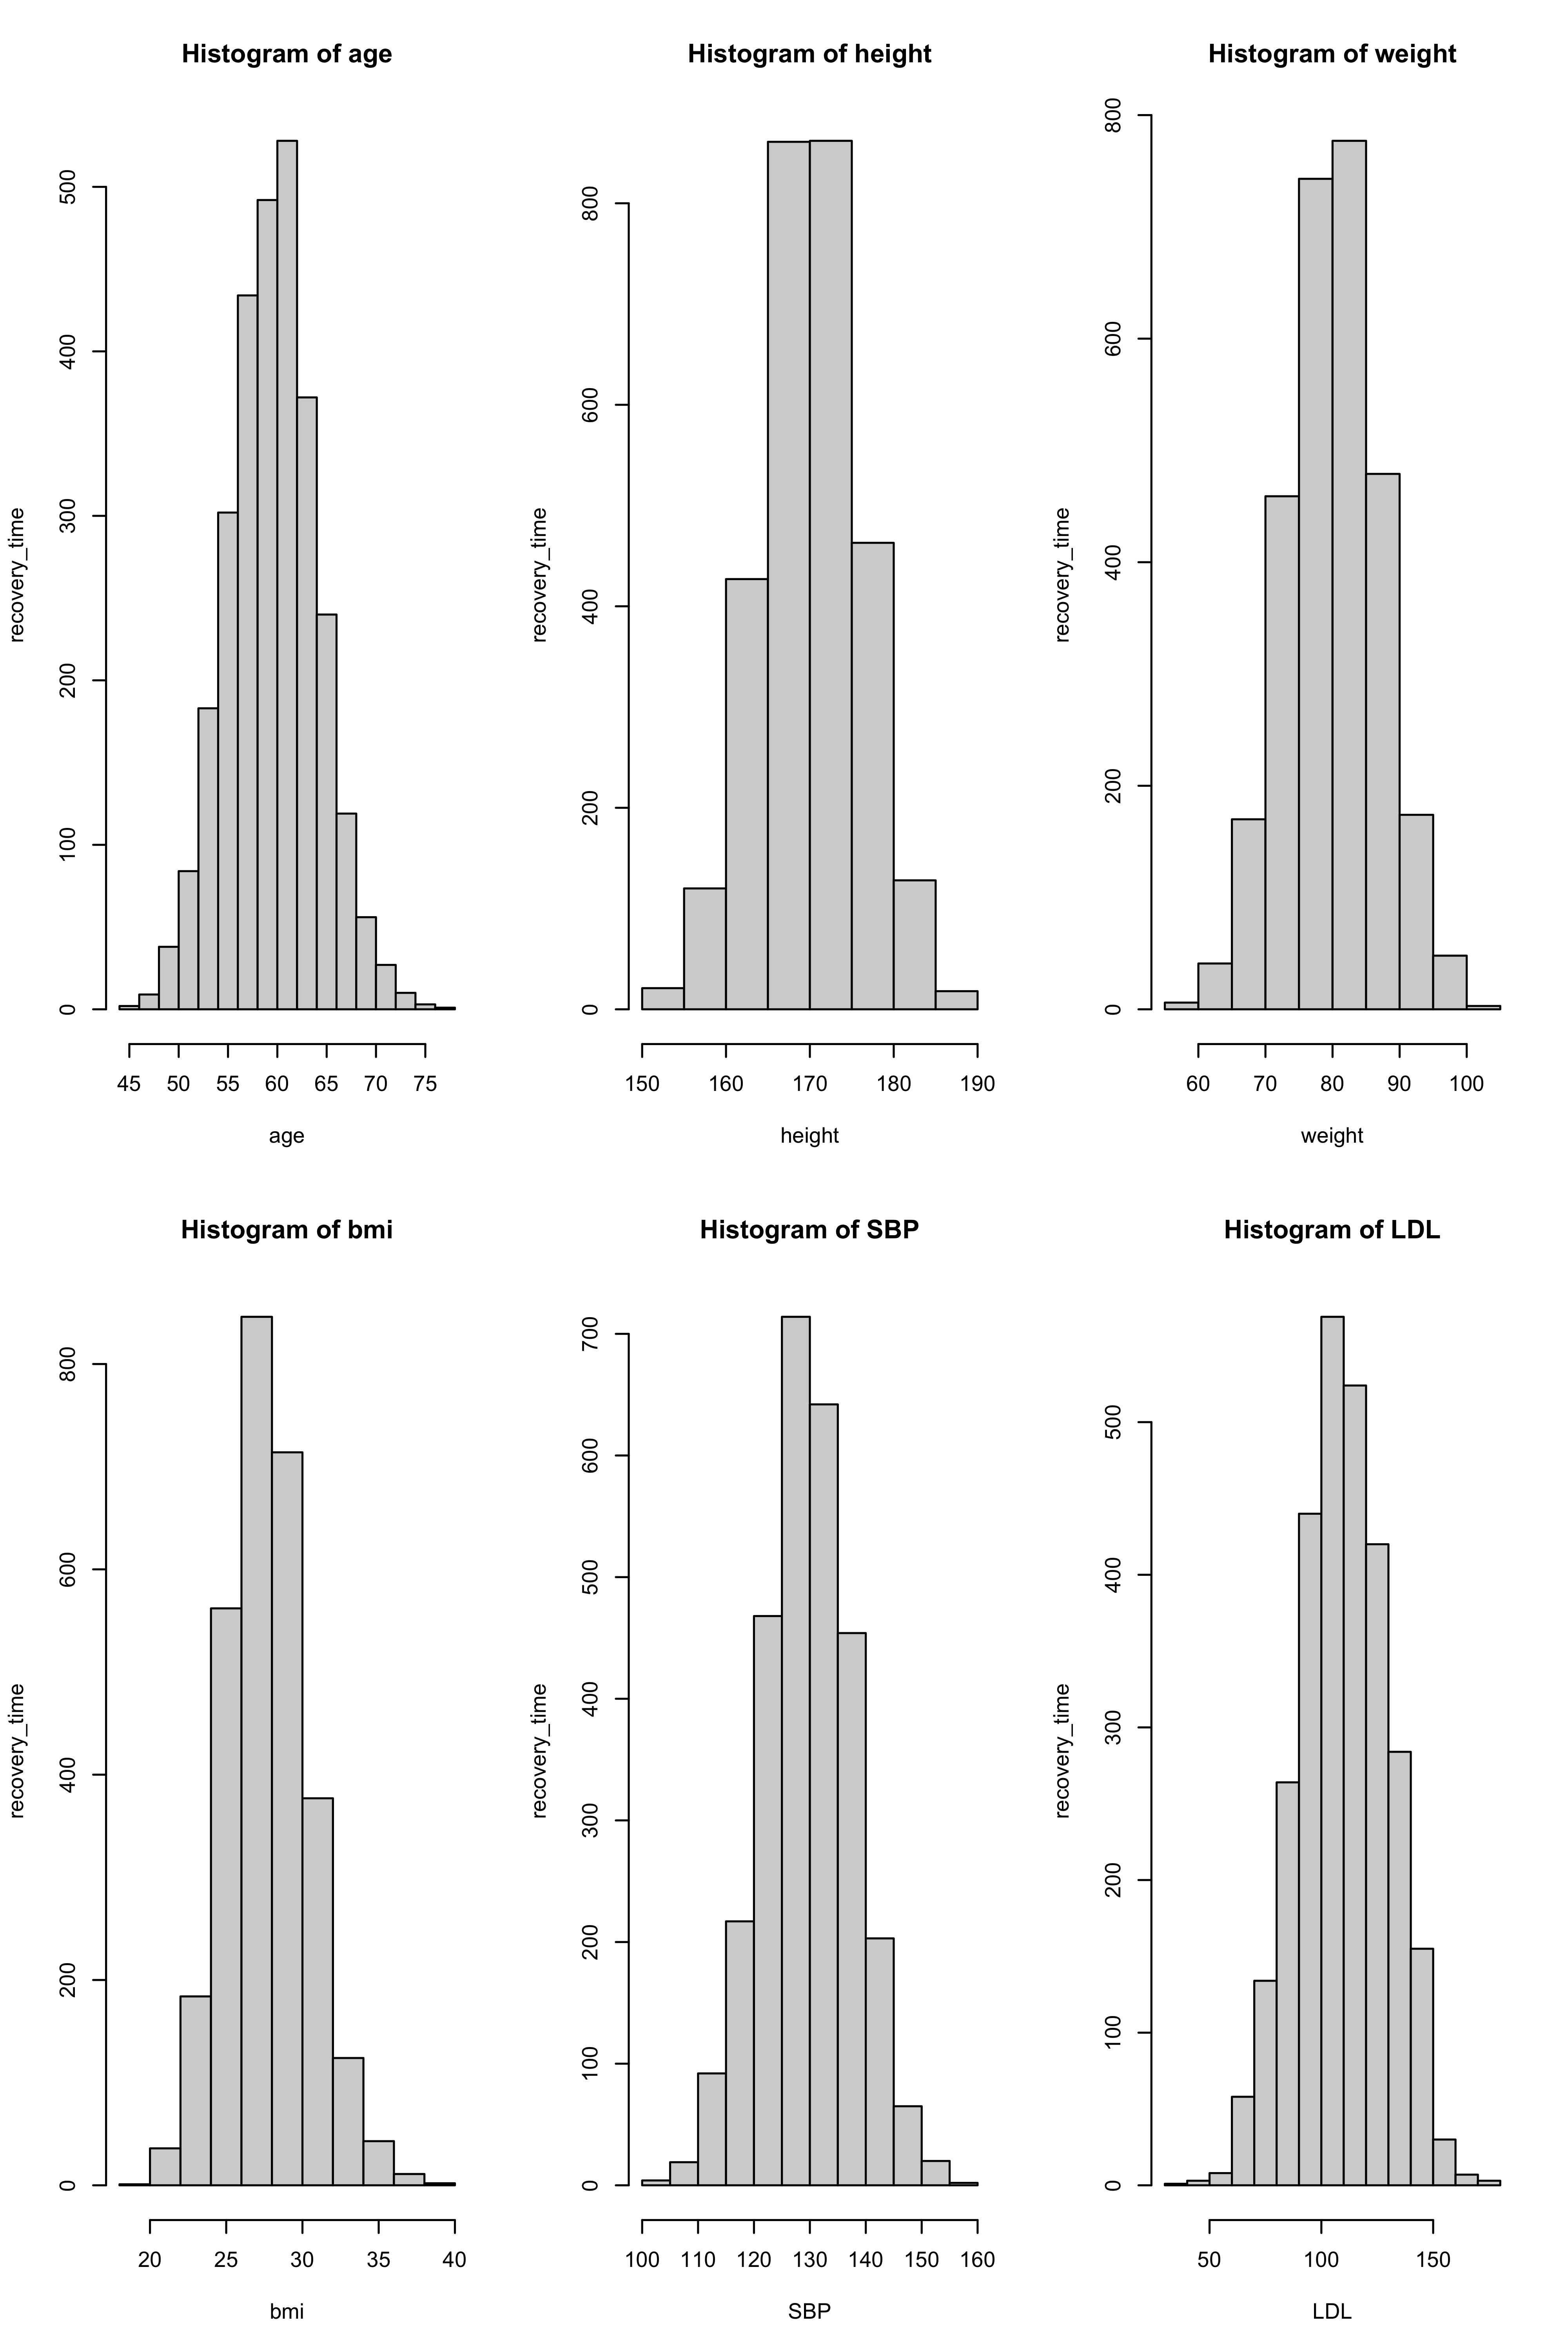 Histogram of age
recovery_time
0 100 200 300 400 500
45 50 55 60 65 70 75
age
Histogram of height
recovery_time
0 200 400 600 800
150 160 170 180 190
height
Histogram of weight
recovery_time
0 200 400 600 800
60 70 80 90 100
weight
Histogram of bmi
recovery_time
0 200 400 600 800
20 25 30 35 40
bmi
Histogram of SBP
recovery_time
0 100 200 300 400 500 600 700
100 110 120 130 140 150 160
SBP
Histogram of LDL
recovery_time
0 100 200 300 400 500
50 100 150
LDL